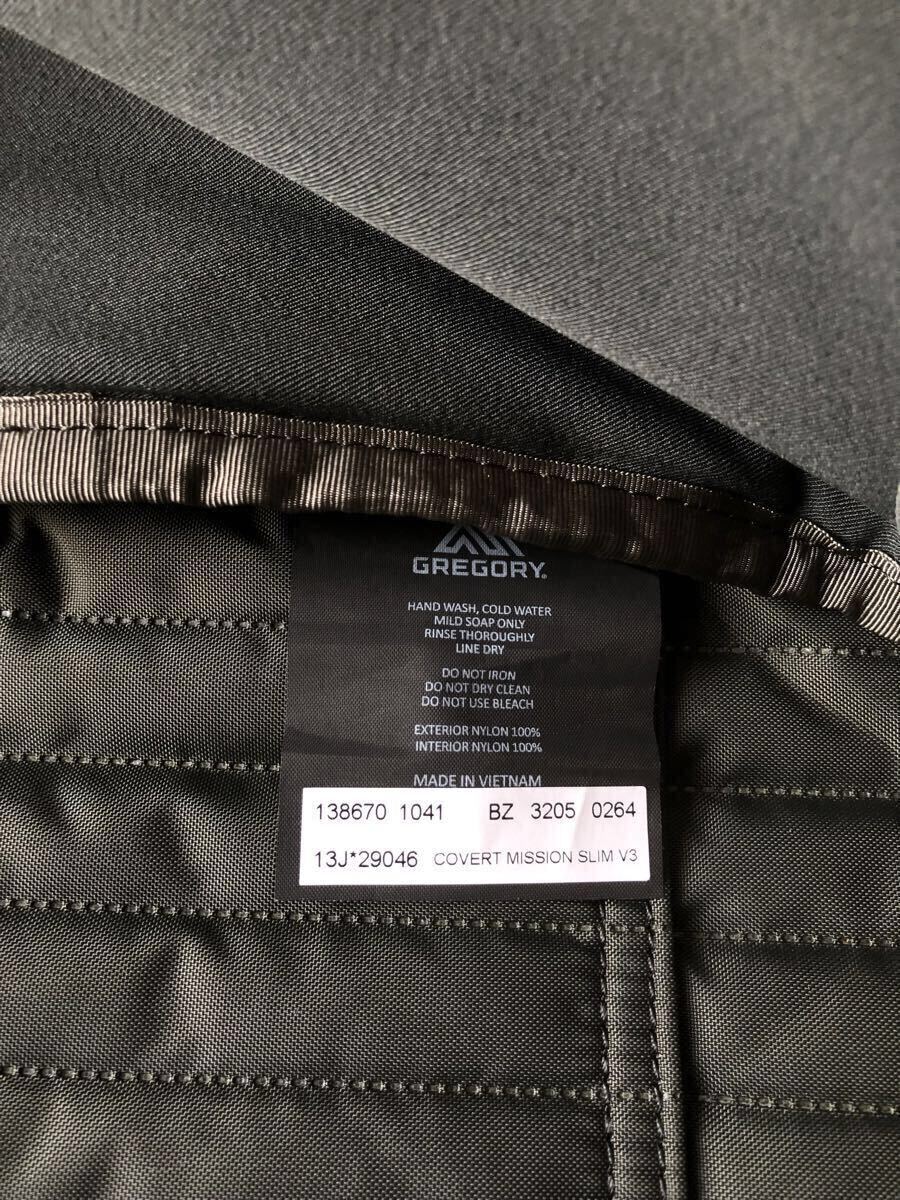 GREGORY.
HAND WASH, COLD WATER
MILD SOAP ONLY
RINSE THOROUGHLY
LINE DRY
DO NOT IRON
DO NOT DRY CLEAN
DO NOT USE BLEACH
EXTERIOR NYLON 100%
INTERIOR NYLON 100%
MADE IN VIETNAM
138670 1041 BZ 3205 0264
13J*29046 COVERT MISSION SLIM V3